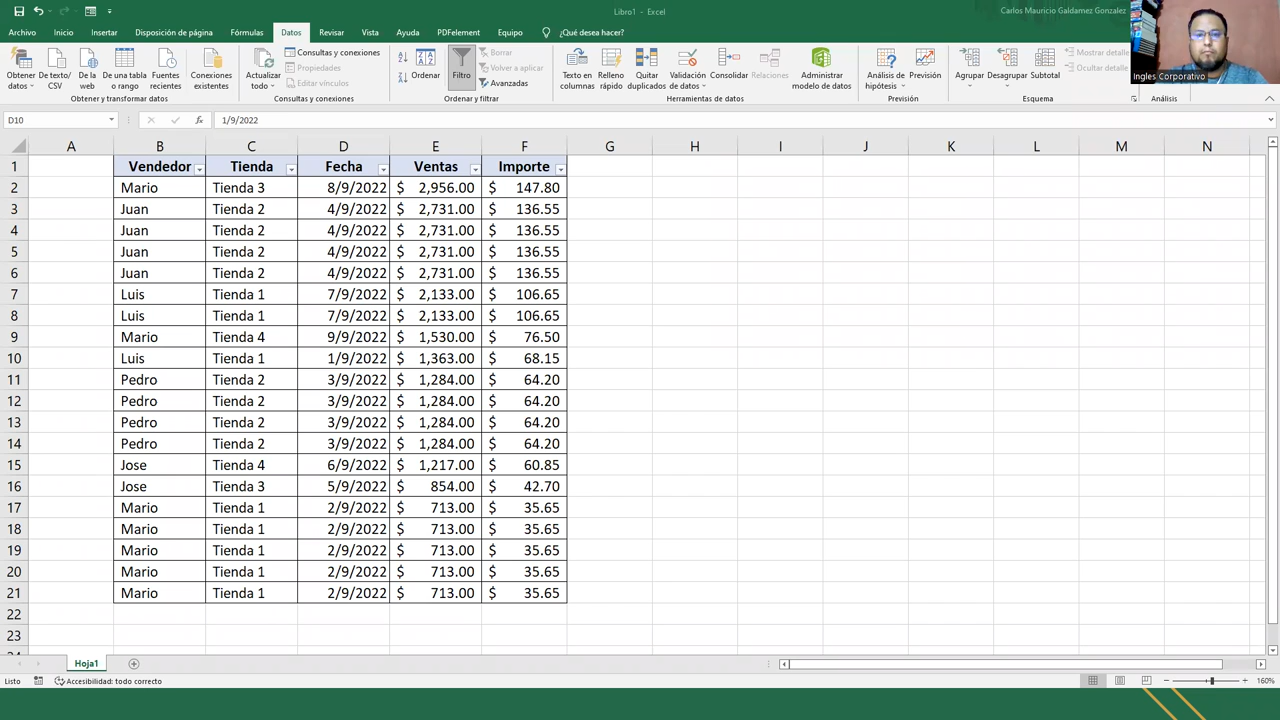 Libro1 - Excel
Carlos Mauricio Galdamez Gonzalez
Archivo Inicio Insertar Disposición de página Fórmulas Datos Revisar Vista Ayuda PDFelement Equipo ¿Qué desea hacer?
Obtener datos
De texto/CSV
De la web
De una tabla o rango
Fuentes recientes
Conexiones existentes
Obtener y transformar datos
Actualizar todo
Consultas y conexiones
Propiedades
Editar vínculos
Consultas y conexiones
Ordenar
Filtro
Borrar
Volver a aplicar
Avanzadas
Ordenar y filtrar
Texto en columnas
Relleno rápido
Quitar duplicados
Validación de datos
Consolidar
Relaciones
Administrar modelo de datos
Herramientas de datos
Análisis de hipótesis
Previsión
Previsión
Agrupar
Desagrupar
Subtotal
Mostrar detalle
Ocultar detalle
Esquema
Análisis
Ingles Corporativo
D10 fx 1/9/2022
A B C D E F G H I J K L M N
1 Vendedor Tienda Fecha Ventas Importe
2 Mario Tienda 3 8/9/2022 $ 2,956.00 $ 147.80
3 Juan Tienda 2 4/9/2022 $ 2,731.00 $ 136.55
4 Juan Tienda 2 4/9/2022 $ 2,731.00 $ 136.55
5 Juan Tienda 2 4/9/2022 $ 2,731.00 $ 136.55
6 Juan Tienda 2 4/9/2022 $ 2,731.00 $ 136.55
7 Luis Tienda 1 7/9/2022 $ 2,133.00 $ 106.65
8 Luis Tienda 1 7/9/2022 $ 2,133.00 $ 106.65
9 Mario Tienda 4 9/9/2022 $ 1,530.00 $ 76.50
10 Luis Tienda 1 1/9/2022 $ 1,363.00 $ 68.15
11 Pedro Tienda 2 3/9/2022 $ 1,284.00 $ 64.20
12 Pedro Tienda 2 3/9/2022 $ 1,284.00 $ 64.20
13 Pedro Tienda 2 3/9/2022 $ 1,284.00 $ 64.20
14 Pedro Tienda 2 3/9/2022 $ 1,284.00 $ 64.20
15 Jose Tienda 4 6/9/2022 $ 1,217.00 $ 60.85
16 Jose Tienda 3 5/9/2022 $ 854.00 $ 42.70
17 Mario Tienda 1 2/9/2022 $ 713.00 $ 35.65
18 Mario Tienda 1 2/9/2022 $ 713.00 $ 35.65
19 Mario Tienda 1 2/9/2022 $ 713.00 $ 35.65
20 Mario Tienda 1 2/9/2022 $ 713.00 $ 35.65
21 Mario Tienda 1 2/9/2022 $ 713.00 $ 35.65
22
23
Hoja1
Listo Accesibilidad: todo correcto 160%